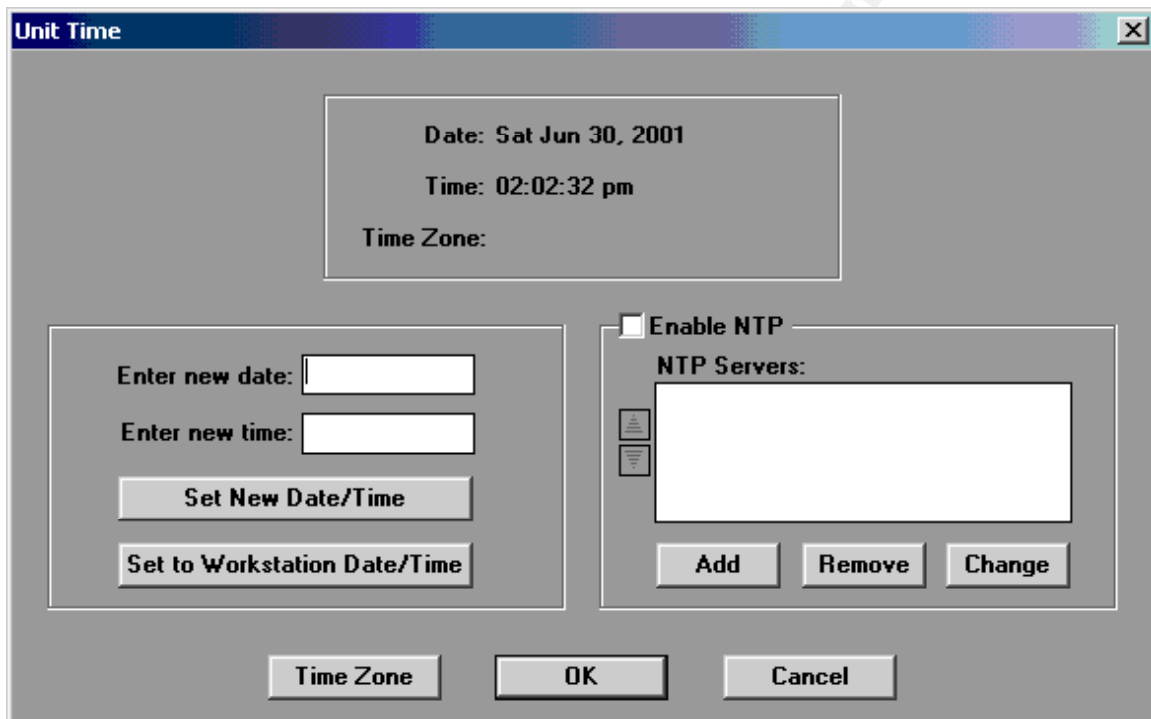 Unit Time
Date: Sat Jun 30, 2001
Time: 02:02:32 pm
Time Zone:
Enter new date:
Enter new time:
Set New Date/Time
Set to Workstation Date/Time
Enable NTP
NTP Servers:
Add Remove Change
Time Zone OK Cancel